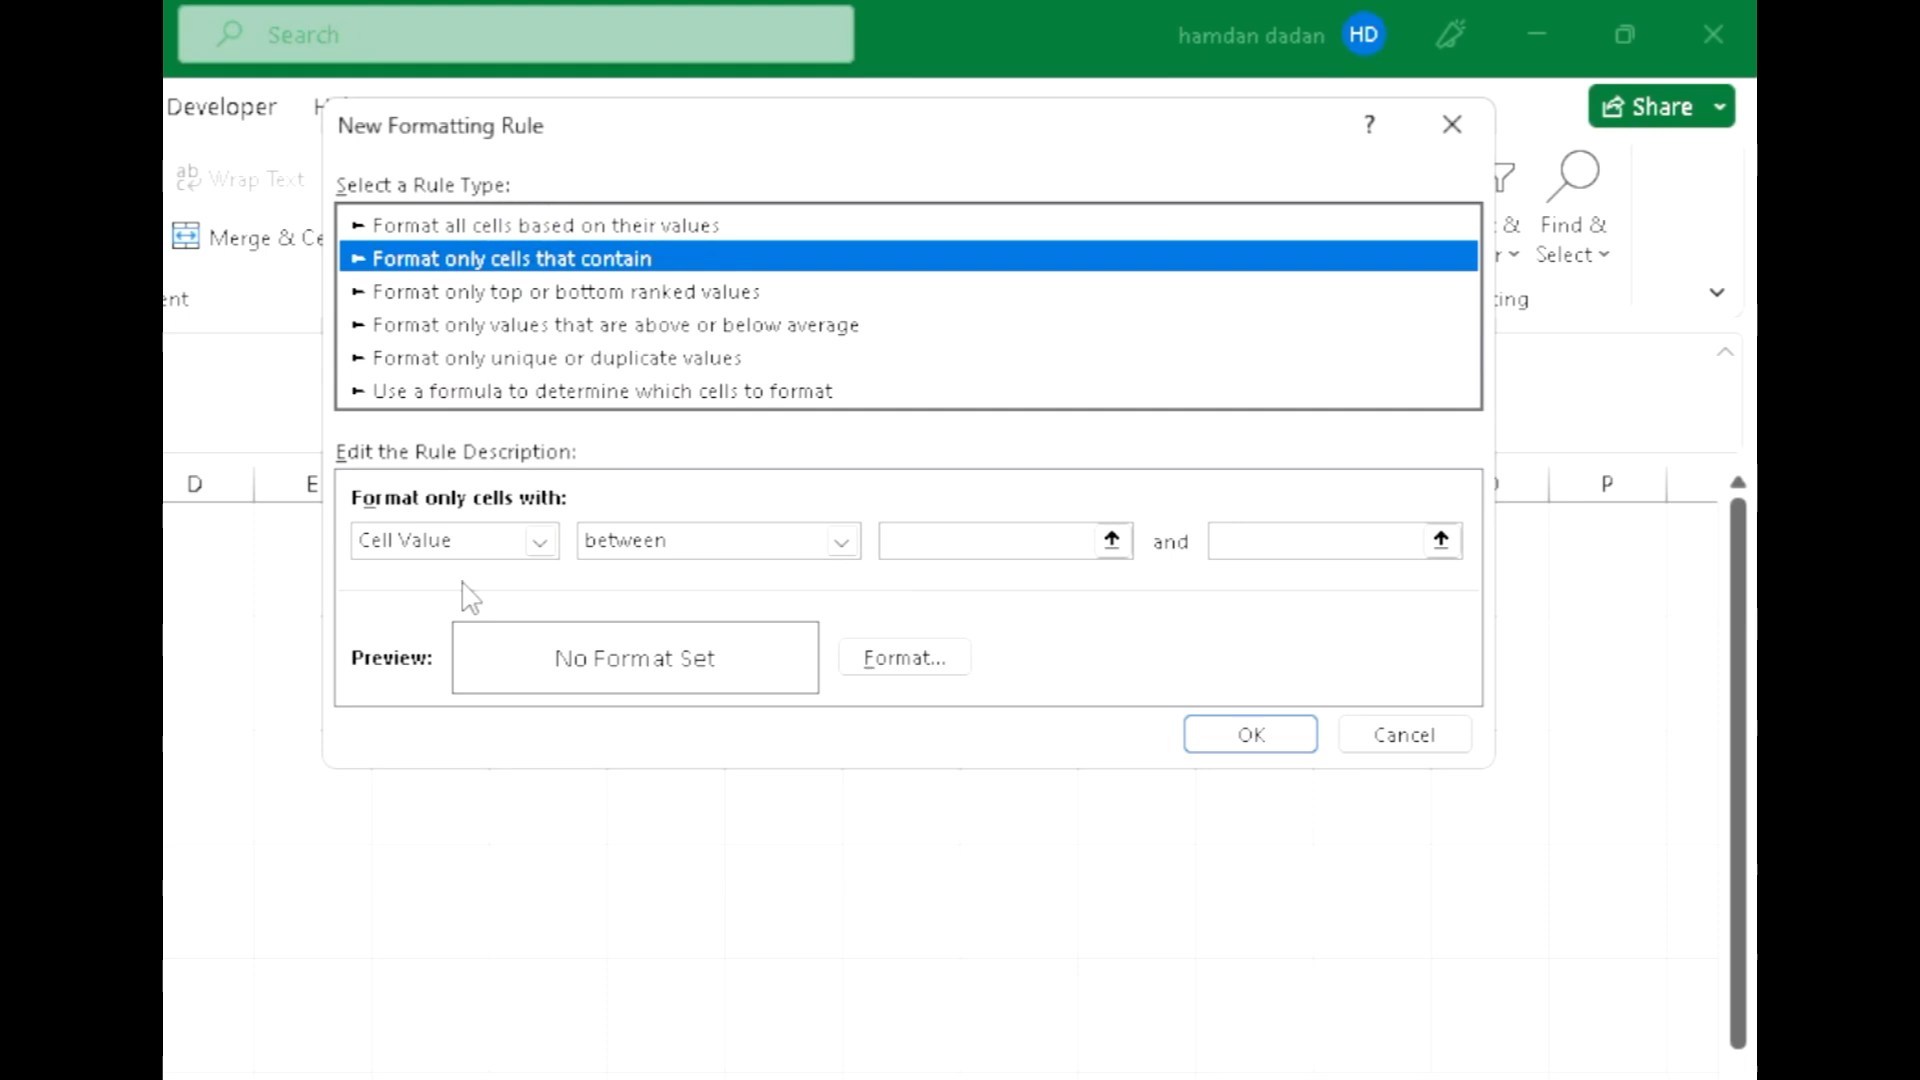 Search
hamdan dadan HD
Developer
Share
New Formatting Rule ?
Select a Rule Type:
Wrap Text
Format all cells based on their values
& Find &
Merge & Ce
Format only cells that contain
Select
Format only top or bottom ranked values
ent
ting
Format only values that are above or below average
Format only unique or duplicate values
Use a formula to determine which cells to format
Edit the Rule Description:
D E P
Format only cells with:
Cell Value between and
Preview: No Format Set Format...
OK Cancel